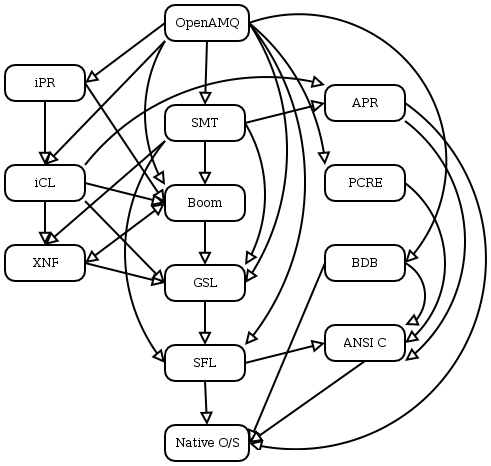 OpenAMQ
iPR
APR
SMT
iCL
PCRE
Boom
XNF
BDB
GSL
ANSI C
SFL
Native O/S